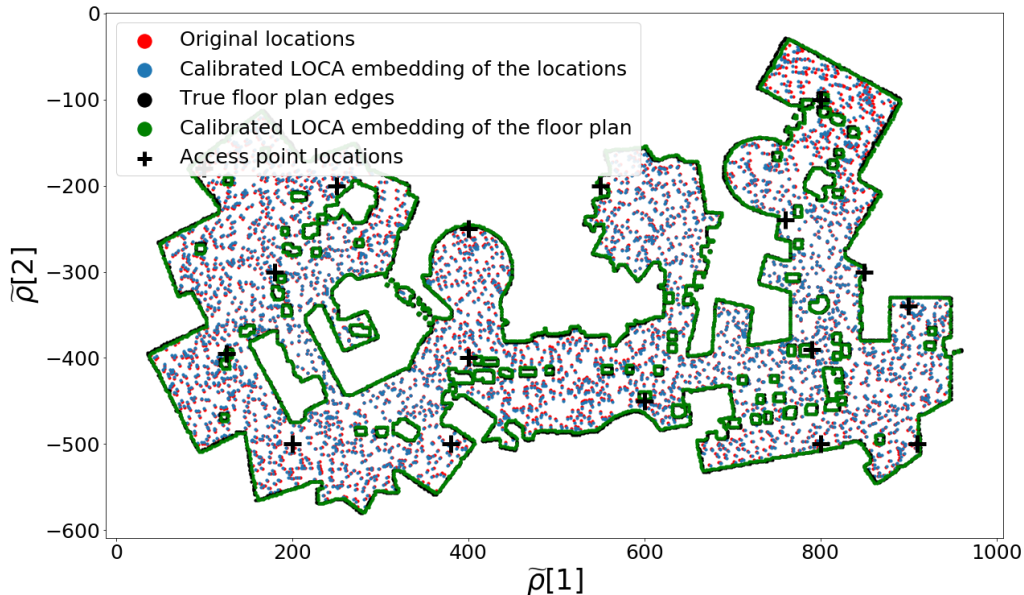 Original locations
Calibrated LOCA embedding of the locations
True floor plan edges
Calibrated LOCA embedding of the floor plan
Access point locations
0
−100
−200
−300
−400
−500
−600
ρ̃[2]
0 200 400 600 800 1000
ρ̃[1]